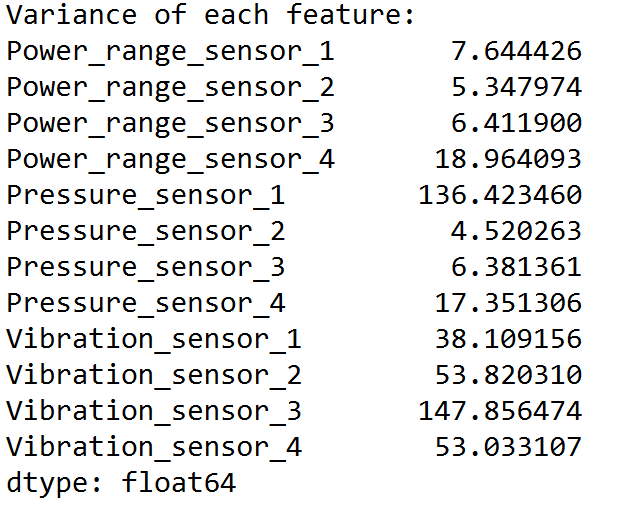 Variance of each feature:
Power_range_sensor_1 7.644426
Power_range_sensor_2 5.347974
Power_range_sensor_3 6.411900
Power_range_sensor_4 18.964093
Pressure_sensor_1 136.423460
Pressure_sensor_2 4.520263
Pressure_sensor_3 6.381361
Pressure_sensor_4 17.351306
Vibration_sensor_1 38.109156
Vibration_sensor_2 53.820310
Vibration_sensor_3 147.856474
Vibration_sensor_4 53.033107
dtype: float64